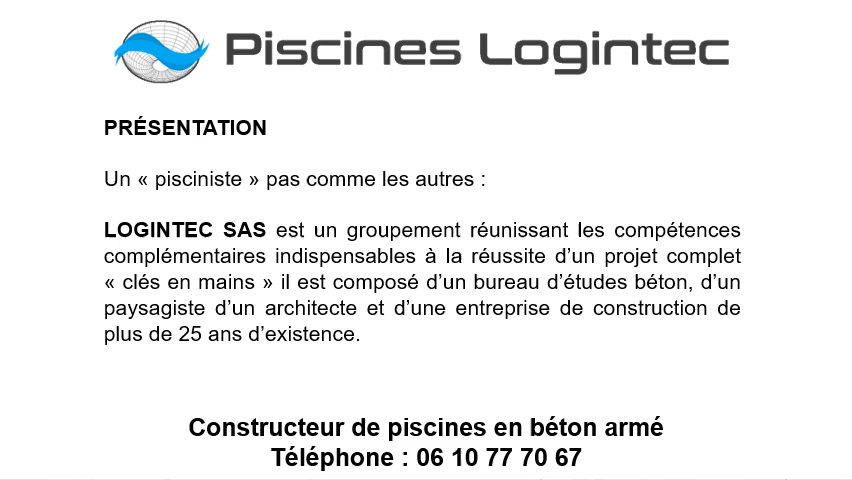 Piscines Logintec
PRÉSENTATION
Un « pisciniste » pas comme les autres :
LOGINTEC SAS est un groupement réunissant les compétences
complémentaires indispensables à la réussite d’un projet complet
« clés en mains » il est composé d’un bureau d’études béton, d’un
paysagiste d’un architecte et d’une entreprise de construction de
plus de 25 ans d’existence.
Constructeur de piscines en béton armé
Téléphone : 06 10 77 70 67